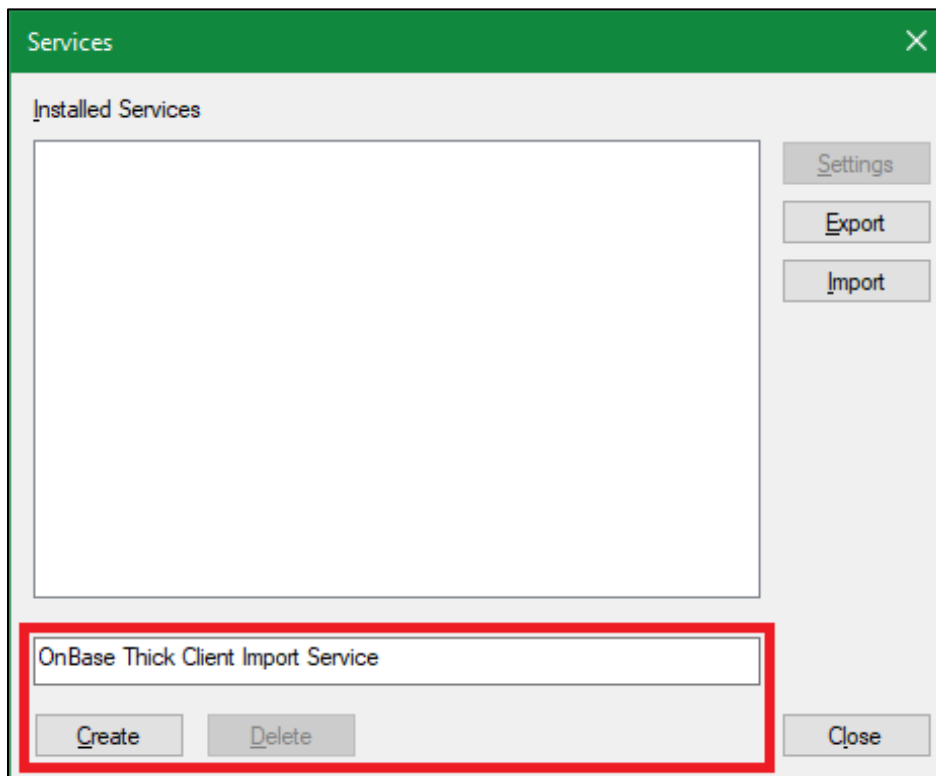 Services
Installed Services
Settings
Export
Import
OnBase Thick Client Import Service
Create Delete Close